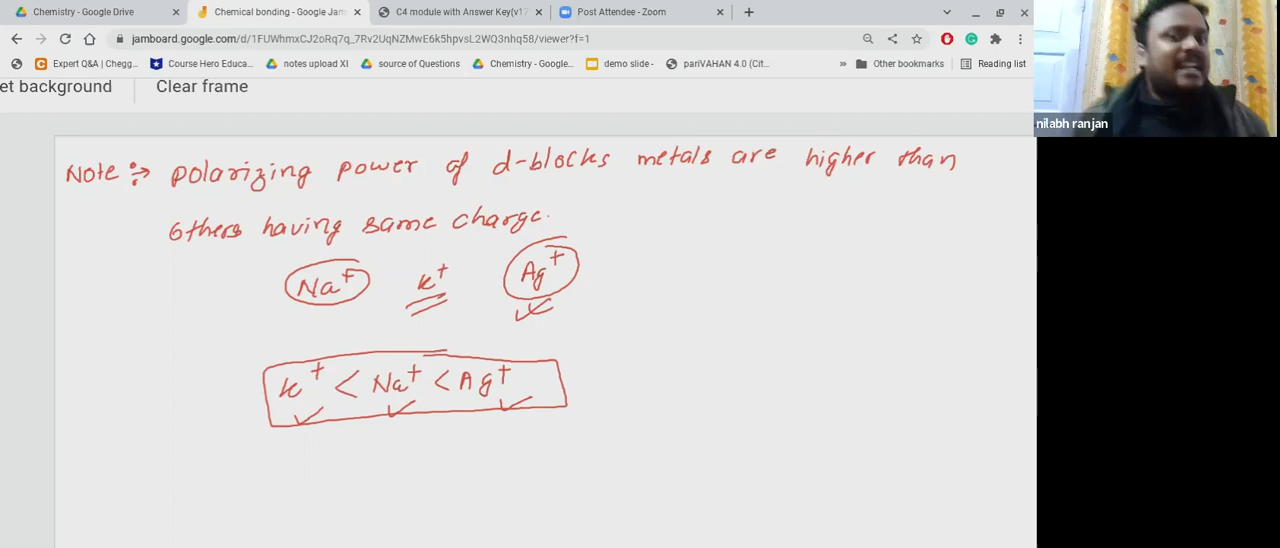 Chemistry - Google Drive
Chemical bonding - Google Jam
C4 module with Answer Key(v17
Post Attendee - Zoom
jamboard.google.com/d/1FUWhmxCJ2oRq7q_7Rv2UqNZMwE6k5hpvsL2WQ3nhq58/viewer?f=1
Expert Q&A | Chegg...
Course Hero Educa...
notes upload XI
source of Questions
Chemistry - Google...
demo slide -
pariVAHAN 4.0 (Cit...
»
Other bookmarks
Reading list
et background
Clear frame
nilabh ranjan
Note :→ polarizing power of d-blocks metals are higher than
others having same charge.
Na+ K+ Ag+
K+ < Na+ < Ag+